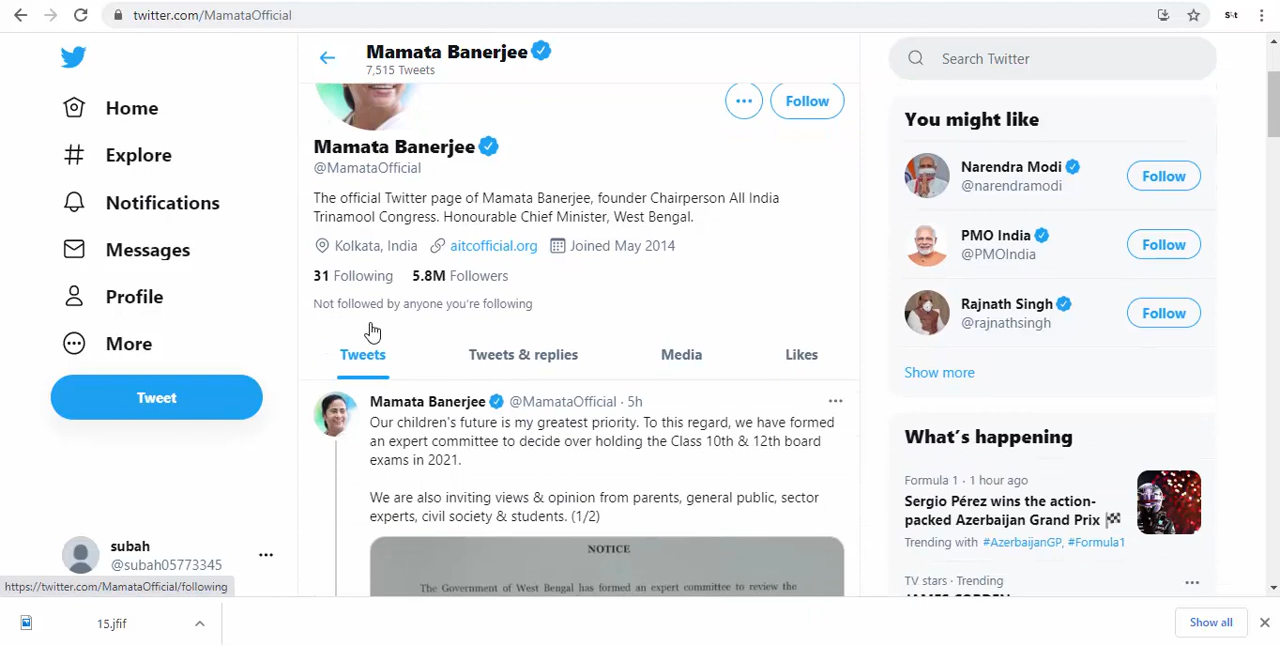 twitter.com/MamataOfficial
Mamata Banerjee
7,515 Tweets
Search Twitter
Home
Explore
Notifications
Messages
Profile
More
Tweet
Follow
Mamata Banerjee
@MamataOfficial
The official Twitter page of Mamata Banerjee, founder Chairperson All India
Trinamool Congress. Honourable Chief Minister, West Bengal.
Kolkata, India aitcofficial.org Joined May 2014
31 Following 5.8M Followers
Not followed by anyone you're following
Tweets Tweets & replies Media Likes
Mamata Banerjee @MamataOfficial · 5h
Our children's future is my greatest priority. To this regard, we have formed
an expert committee to decide over holding the Class 10th & 12th board
exams in 2021.
We are also inviting views & opinion from parents, general public, sector
experts, civil society & students. (1/2)
NOTICE
The Government of West Bengal has formed an expert committee to review the
You might like
Narendra Modi
@narendramodi
Follow
PMO India
@PMOIndia
Follow
Rajnath Singh
@rajnathsingh
Follow
Show more
What's happening
Formula 1 · 1 hour ago
Sergio Pérez wins the action-
packed Azerbaijan Grand Prix
Trending with #AzerbaijanGP, #Formula1
TV stars · Trending
subah
@subah05773345
https://twitter.com/MamataOfficial/following
15.jfif
Show all